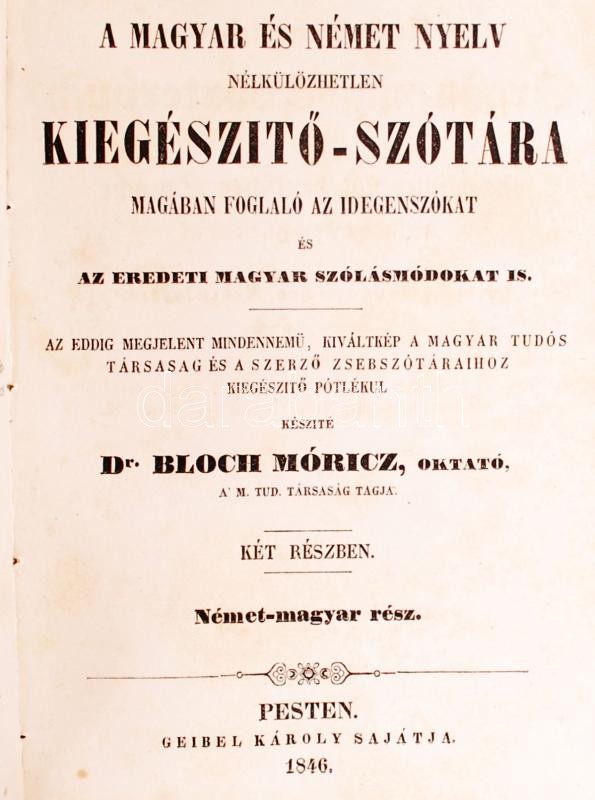 A MAGYAR ÉS NÉMET NYELV
NÉLKÜLÖZHETLEN
KIEGÉSZITŐ-SZÓTÁRA
MAGÁBAN FOGLALÓ AZ IDEGENSZÓKAT
ÉS
AZ EREDETI MAGYAR SZÓLÁSMÓDOKAT IS.
AZ EDDIG MEGJELENT MINDENNEMÜ, KIVÁLTKÉP A MAGYAR TUDÓS
TÁRSASAG ÉS A SZERZŐ ZSEBSZÓTÁRAIHOZ
KIEGÉSZITŐ PÓTLÉKUL
darabanth
KÉSZITÉ
Dr. BLOCH MÓRICZ, OKTATÓ,
A' M. TUD. TÁRSASÁG TAGJA.
KÉT RÉSZBEN.
Német-magyar rész.
PESTEN.
GEIBEL KÁROLY SAJÁTJA.
1846.